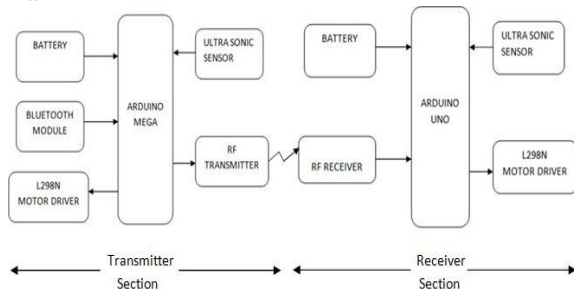 BATTERY
ULTRA SONIC
SENSOR
ARDUINO
MEGA
BLUETOOTH
MODULE
RF
TRANSMITTER
L298N
MOTOR DRIVER
BATTERY
ULTRA SONIC
SENSOR
ARDUINO
UNO
RF RECEIVER
L298N
MOTOR DRIVER
Transmitter
Section
Receiver
Section